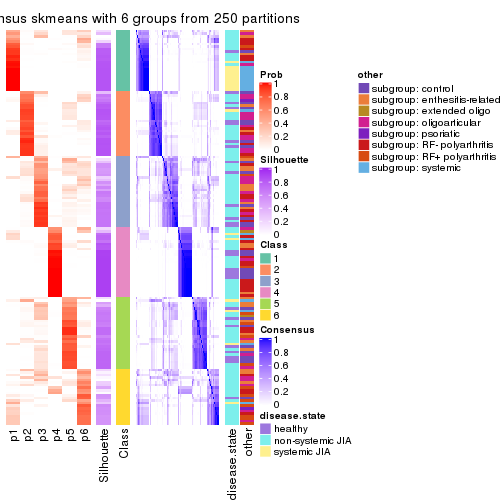 nsus skmeans with 6 groups from 250 partitions
Prob
1
0.8
0.6
0.4
0.2
0
Silhouette
1
0.8
0.6
0.4
0.2
0
Class
1
2
3
4
5
6
Consensus
1
0.8
0.6
0.4
0.2
0
disease.state
healthy
non-systemic JIA
systemic JIA
other
subgroup: control
subgroup: enthesitis-related
subgroup: extended oligo
subgroup: oligoarticular
subgroup: psoriatic
subgroup: RF- polyarthritis
subgroup: RF+ polyarthritis
subgroup: systemic
p1
p2
p3
p4
p5
p6
Silhouette
Class
disease.state
other